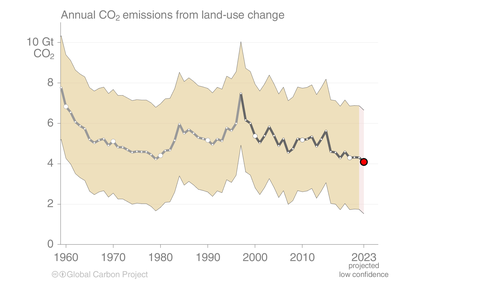 Annual CO₂ emissions from land-use change
10 Gt
CO₂
8
6
4
2
0
1960 1970 1980 1990 2000 2010 2023
projected
low confidence
Global Carbon Project